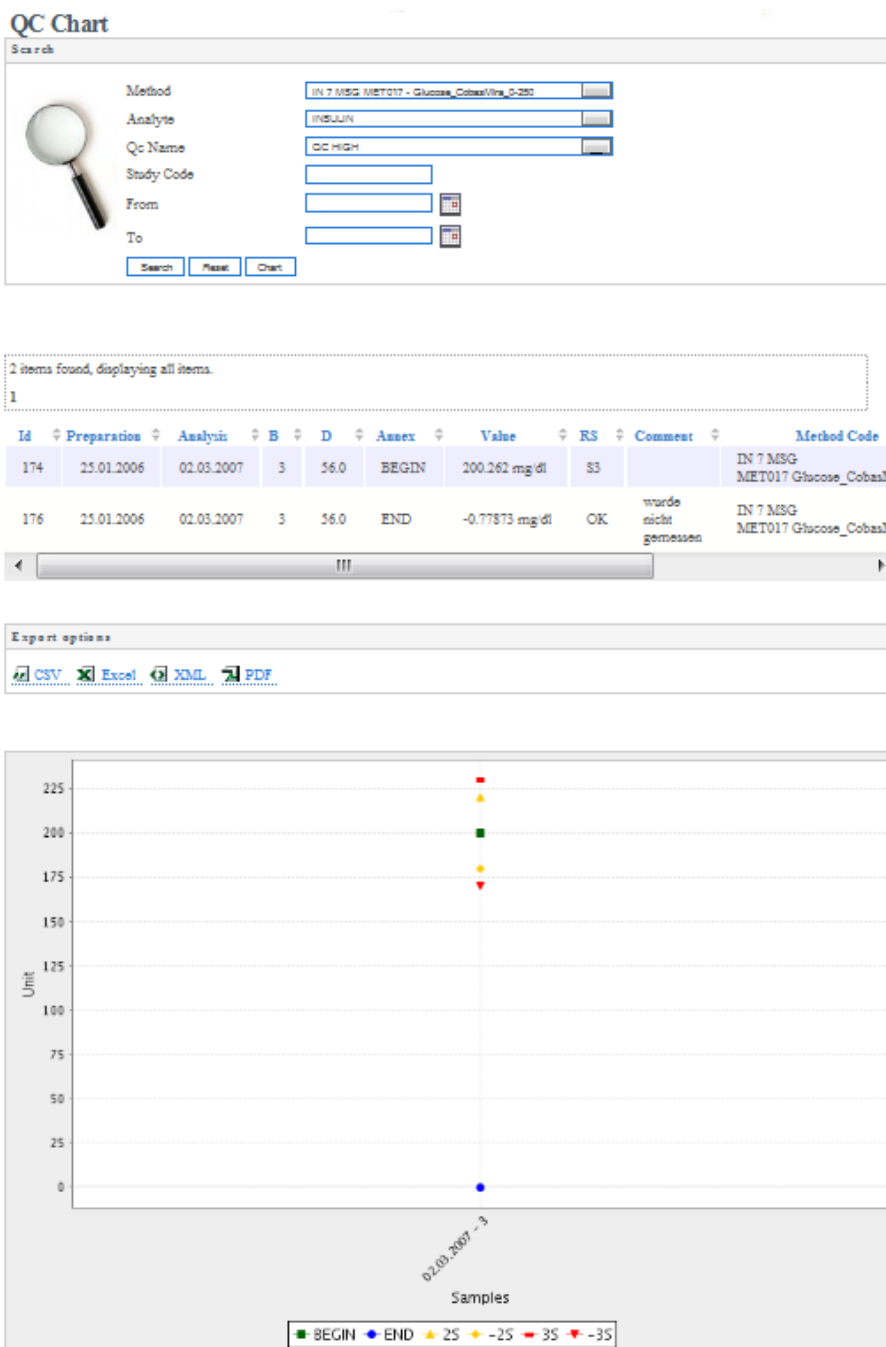 QC Chart
Search
Method IN 7 MSG MET017 - Glucose_CobasMira_0-250
Analyte INSULIN
Qc Name QC HIGH
Study Code
From
To
Search Reset Chart
2 items found, displaying all items.
1
Id Preparation Analysis B D Annex Value RS Comment Method Code
174 25.01.2006 02.03.2007 3 56.0 BEGIN 200.262 mg/dl S3 IN 7 MSG
MET017 Glucose_CobasM
176 25.01.2006 02.03.2007 3 56.0 END -0.77873 mg/dl OK wurde nicht gemessen IN 7 MSG
MET017 Glucose_CobasM
Export options
CSV Excel XML PDF
225
200
175
150
125
100
75
50
25
0
Unit
02.03.2007 - 3
Samples
BEGIN END 2S -2S 3S -3S